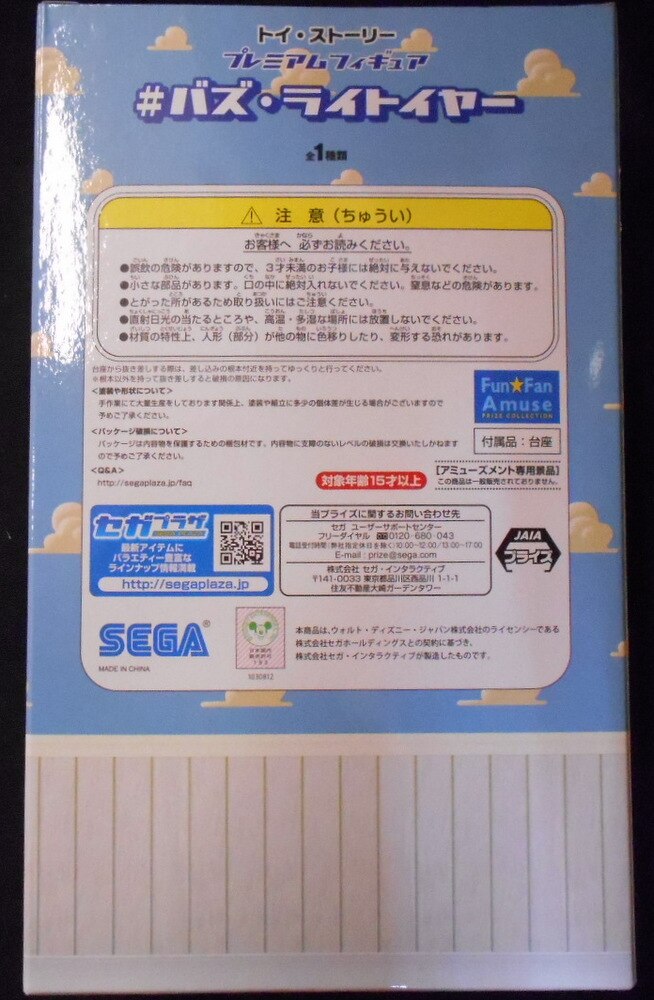 トイ・ストーリー
プレミアムフィギュア
#バズ・ライトイヤー
全1種類
⚠ 注 意（ちゅうい）
お客様へ 必ずお読みください。
●誤飲の危険がありますので、3才未満のお子様には絶対に与えないでください。
●小さな部品があります。口の中に絶対入れないでください。窒息などの危険があります。
●とがった所があるため取り扱いにはご注意ください。
●直射日光の当たるところや、高温・多湿な場所には放置しないでください。
●材質の特性上、人形（部分）が他の物に色移りしたり、変形する恐れがあります。
台座から抜き差しする際は、差し込みの根本付近を持ってゆっくりと行ってください。
※根本以外を持って抜き差しすると破損の原因になります。
<塗装や形状について>
手作業にて大量生産をしております関係上、塗装や組立に多少の個体差が生じる場合がございますので
予めご了承ください。
<パッケージ破損について>
パッケージは内容物を保護するための梱包材です。内容物に支障のないレベルの破損は交換いたしかねます
ので予めご了承ください。
<Q&A>
http://segaplaza.jp/faq
Fun★Fan
Amuse
PRIZE COLLECTION
付属品：台座
対象年齢15才以上
[アミューズメント専用景品]
この商品は一般販売されておりません。
セガプラザ
最新アイテムに
バラエティー豊富な
ラインナップ情報満載
http://segaplaza.jp
当プライズに関するお問い合わせ先
セガ ユーザーサポートセンター
フリーダイヤル 0120-680-043
電話受付時間：弊社指定休日を除く10:00~12:00/13:00~17:00
E-mail : prize@sega.com
株式会社 セガ・インタラクティブ
〒141-0033 東京都品川区西品川 1-1-1
住友不動産大崎ガーデンタワー
JAIA
プライズ
SEGA®
MADE IN CHINA
日本国内
販売許可
1030812
本商品は、ウォルト・ディズニー・ジャパン株式会社のライセンシーである
株式会社セガホールディングスとの契約に基づき、
株式会社セガ・インタラクティブが製造したものです。